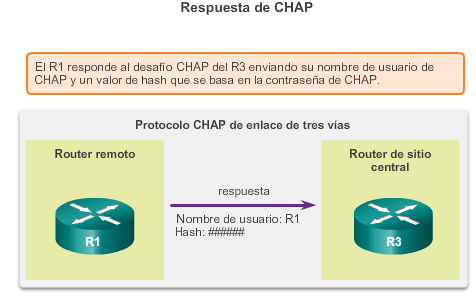 Respuesta de CHAP
El R1 responde al desafío CHAP del R3 enviando su nombre de usuario de
CHAP y un valor de hash que se basa en la contraseña de CHAP.
Protocolo CHAP de enlace de tres vías
Router remoto
R1
respuesta
Nombre de usuario: R1
Hash: ######
Router de sitio
central
R3